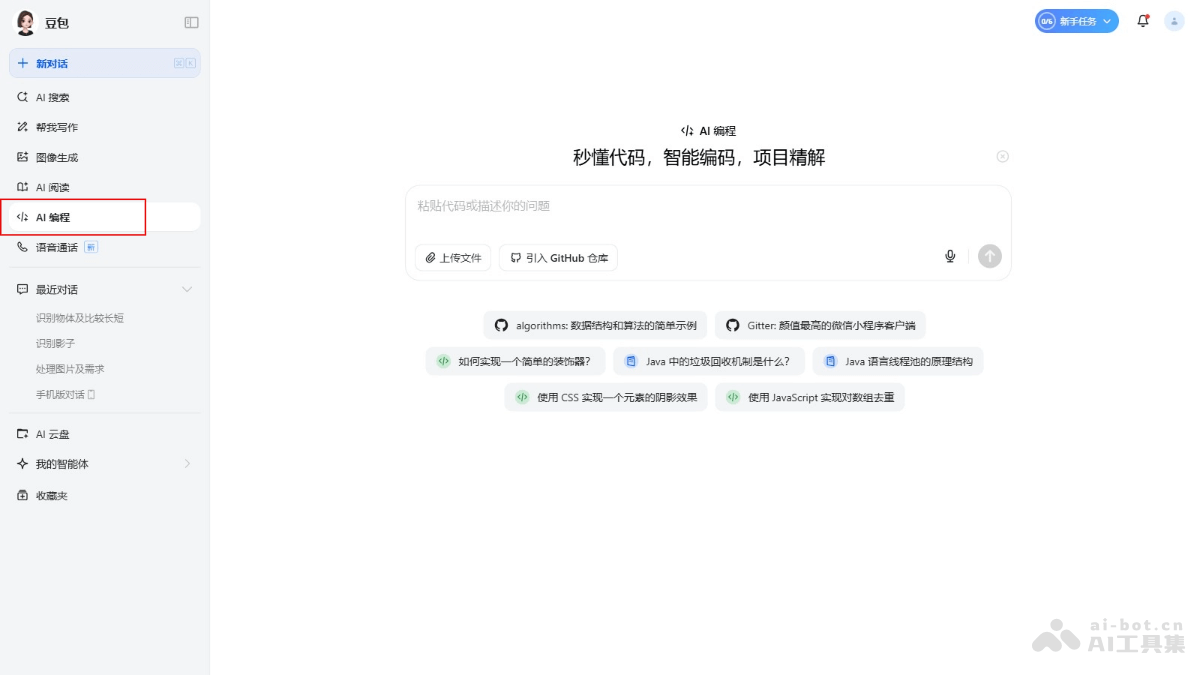 豆包
新对话
AI 搜索
帮我写作
图像生成
AI 阅读
AI 编程
语音通话 新
最近对话
识别物体及比较长短
识别影子
处理图片及需求
手机版对话
AI 云盘
我的智能体
收藏夹
0/6 新手任务
AI 编程
秒懂代码，智能编码，项目精解
粘贴代码或描述你的问题
上传文件 引入 GitHub 仓库
algorithms: 数据结构和算法的简单示例 Gitter: 颜值最高的微信小程序客户端
如何实现一个简单的装饰器? Java 中的垃圾回收机制是什么? Java 语言线程池的原理结构
使用 CSS 实现一个元素的阴影效果 使用 JavaScript 实现对数组去重
ai-bot.cn
AI工具集